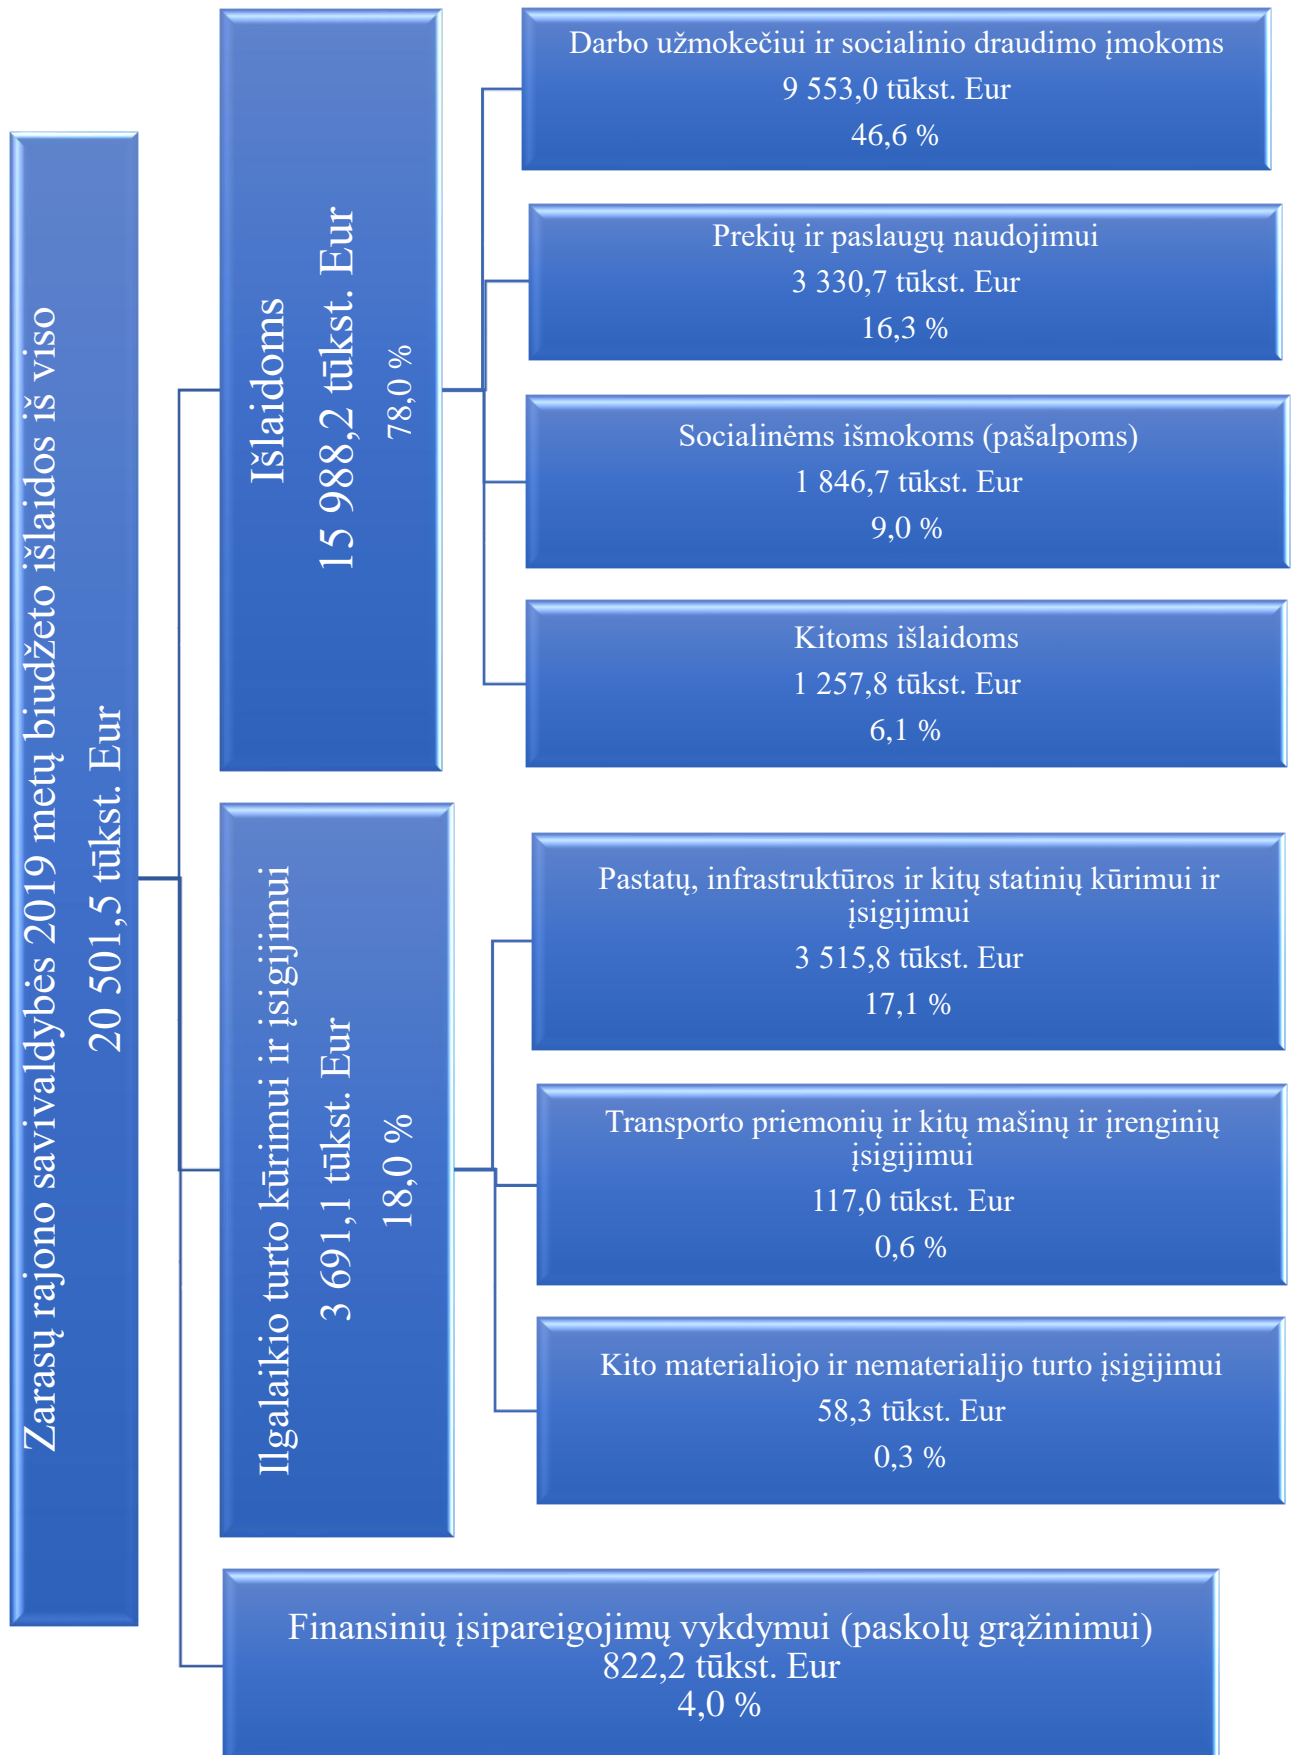 Zarasų rajono savivaldybės 2019 metų biudžeto išlaidos iš viso
20 501,5 tūkst. Eur
Išlaidoms
15 988,2 tūkst. Eur
78,0 %
Darbo užmokečiui ir socialinio draudimo įmokoms
9 553,0 tūkst. Eur
46,6 %
Prekių ir paslaugų naudojimui
3 330,7 tūkst. Eur
16,3 %
Socialinėms išmokoms (pašalpoms)
1 846,7 tūkst. Eur
9,0 %
Kitoms išlaidoms
1 257,8 tūkst. Eur
6,1 %
Ilgalaikio turto kūrimui ir įsigijimui
3 691,1 tūkst. Eur
18,0 %
Pastatų, infrastruktūros ir kitų statinių kūrimui ir
įsigijimui
3 515,8 tūkst. Eur
17,1 %
Transporto priemonių ir kitų mašinų ir įrenginių
įsigijimui
117,0 tūkst. Eur
0,6 %
Kito materialiojo ir nematerialijo turto įsigijimui
58,3 tūkst. Eur
0,3 %
Finansinių įsipareigojimų vykdymui (paskolų grąžinimui)
822,2 tūkst. Eur
4,0 %